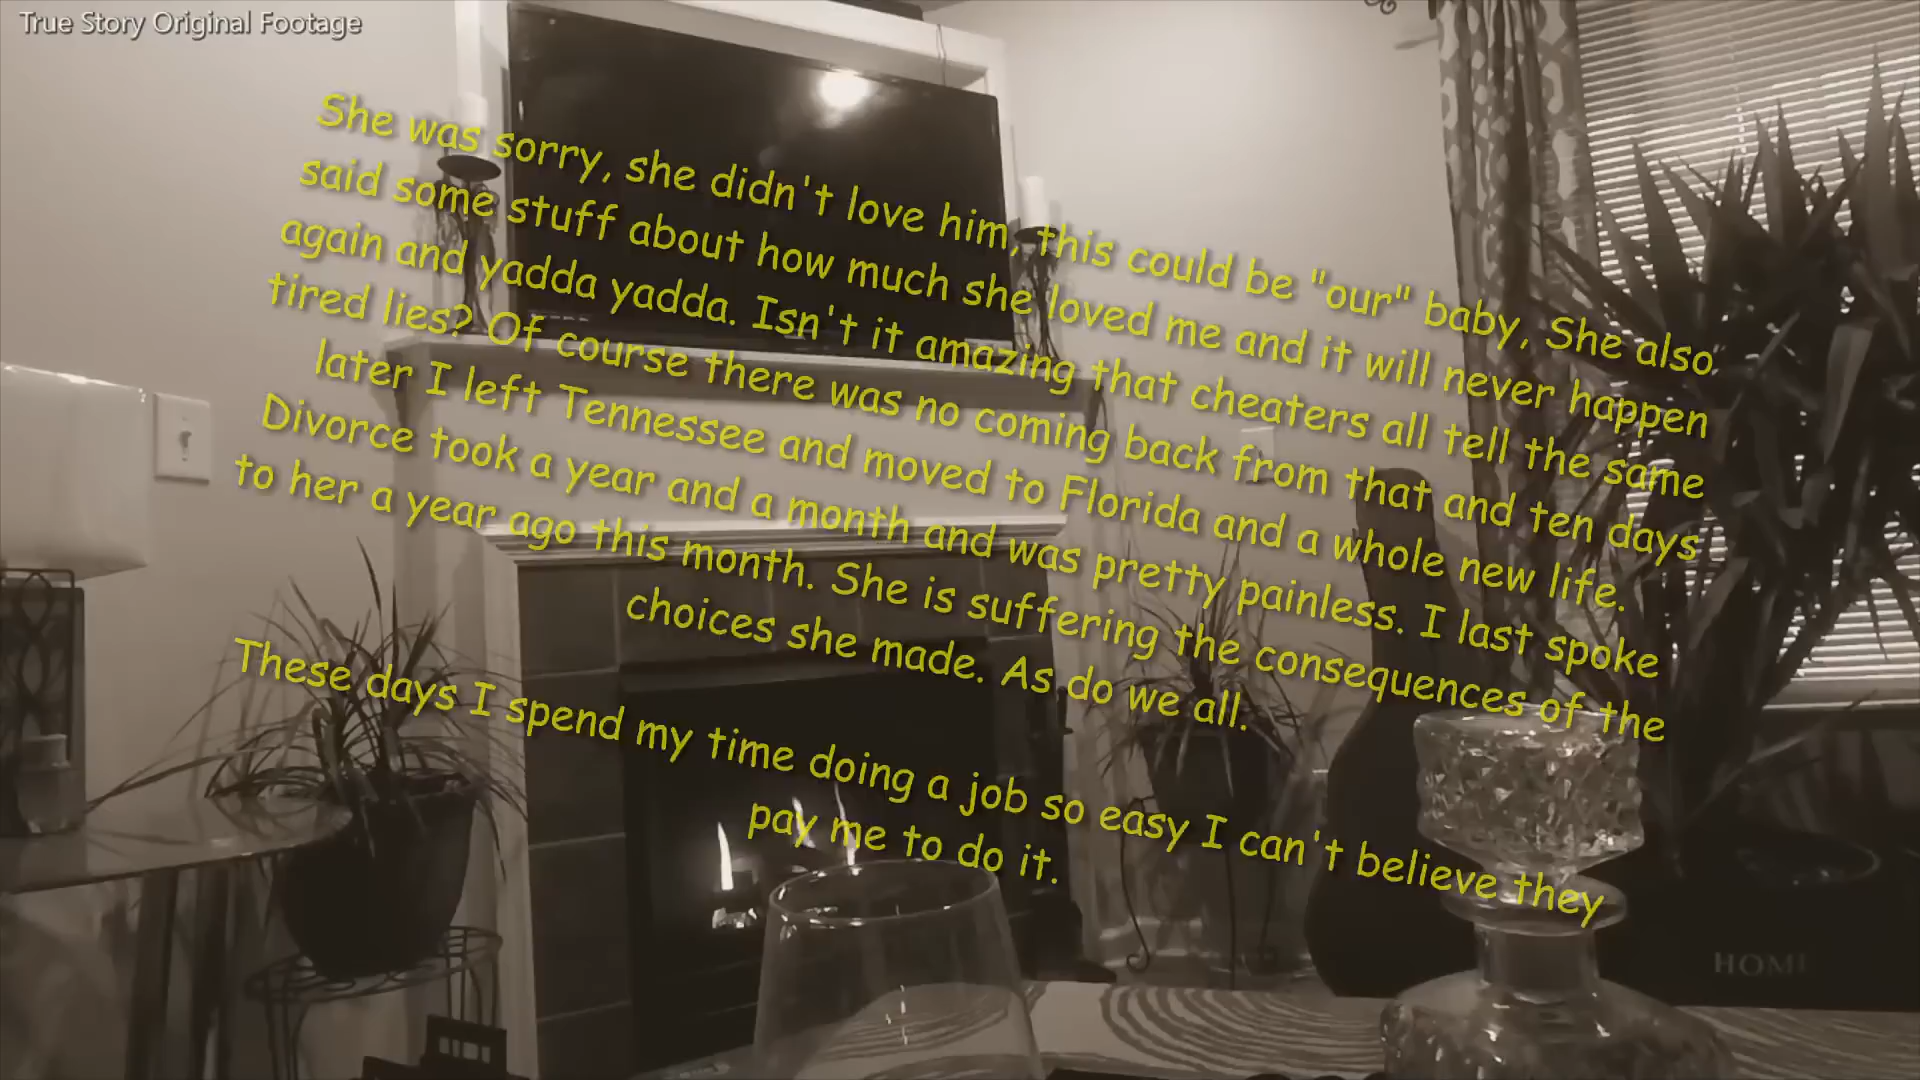 True Story Original Footage
She was sorry, she didn't love him, this could be "our" baby, She also
said some stuff about how much she loved me and it will never happen
again and yadda yadda. Isn't it amazing that cheaters all tell the same
tired lies? Of course there was no coming back from that and ten days
later I left Tennessee and moved to Florida and a whole new life.
Divorce took a year and a month and was pretty painless. I last spoke
to her a year ago this month. She is suffering the consequences of the
choices she made. As do we all.
These days I spend my time doing a job so easy I can't believe they
pay me to do it.
HOME